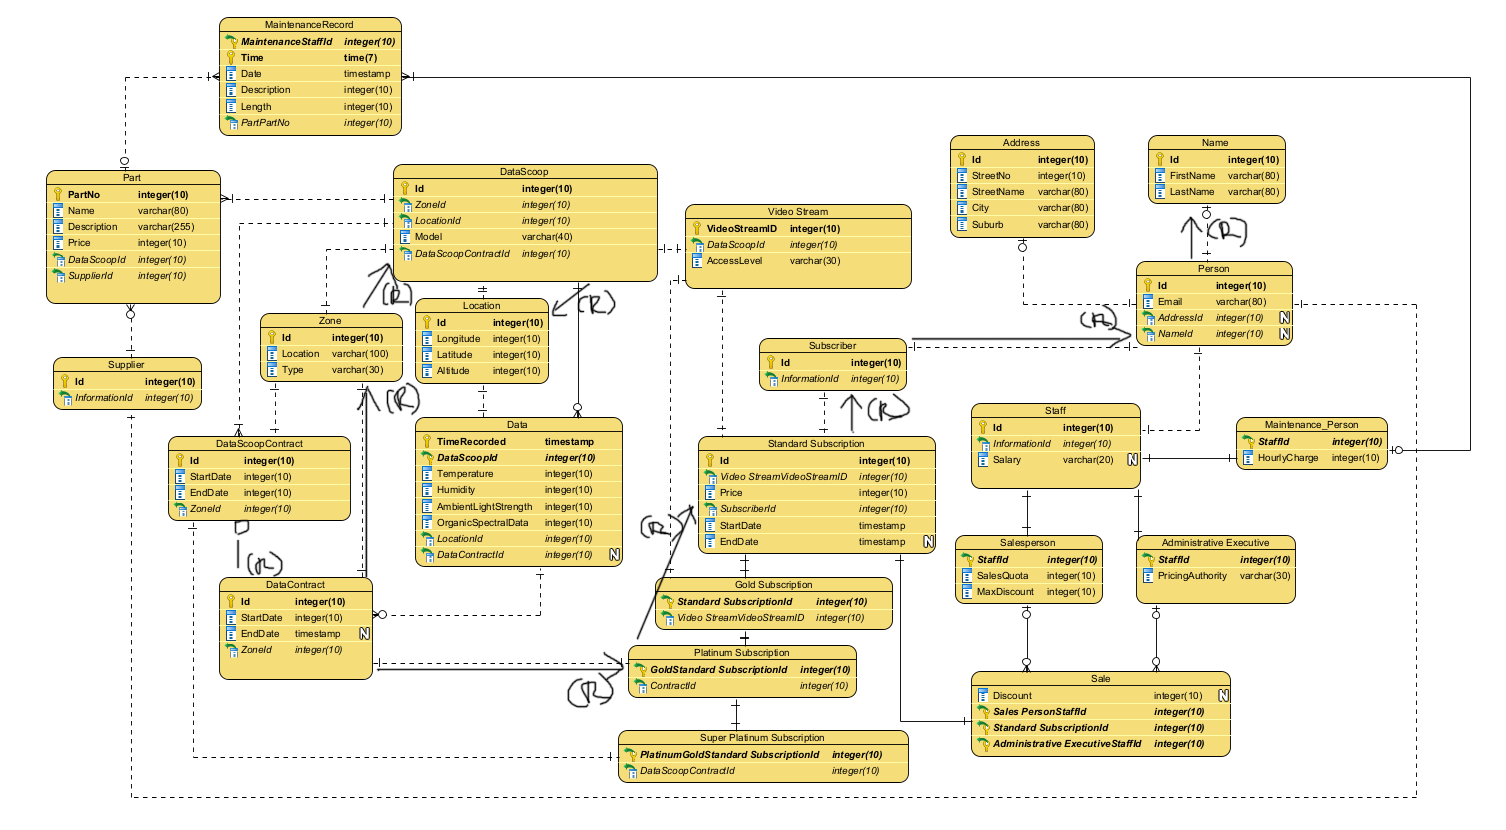 MaintenanceRecord
MaintenanceStaffId integer(10)
Time time(7)
Date timestamp
Description integer(10)
Length integer(10)
PartPartNo integer(10)
Part
PartNo integer(10)
Name varchar(80)
Description varchar(255)
Price integer(10)
DataScoopId integer(10)
SupplierId integer(10)
DataScoop
Id integer(10)
ZoneId integer(10)
LocationId integer(10)
Model varchar(40)
DataScoopContractId integer(10)
Video Stream
VideoStreamID integer(10)
DataScoopId integer(10)
AccessLevel varchar(30)
Address
Id integer(10)
StreetNo integer(10)
StreetName varchar(80)
City varchar(80)
Suburb varchar(80)
Name
Id integer(10)
FirstName varchar(80)
LastName varchar(80)
(R)
Person
Id integer(10)
Email varchar(80)
AddressId integer(10) N
NameId integer(10) N
(R)
(R)
(R)
Zone
Id integer(10)
Location varchar(100)
Type varchar(30)
Location
Id integer(10)
Longitude integer(10)
Latitude integer(10)
Altitude integer(10)
Subscriber
Id integer(10)
InformationId integer(10)
Supplier
Id integer(10)
InformationId integer(10)
(R)
(R)
DataScoopContract
Id integer(10)
StartDate integer(10)
EndDate integer(10)
ZoneId integer(10)
Data
TimeRecorded timestamp
DataScoopId integer(10)
Temperature integer(10)
Humidity integer(10)
AmbientLightStrength integer(10)
OrganicSpectralData integer(10)
LocationId integer(10)
DataContractId integer(10) N
Standard Subscription
Id integer(10)
Video StreamVideoStreamID integer(10)
Price integer(10)
SubscriberId integer(10)
StartDate timestamp
EndDate timestamp N
(R)
Staff
Id integer(10)
InformationId integer(10)
Salary varchar(20) N
Maintenance_Person
StaffId integer(10)
HourlyCharge integer(10)
(R)
DataContract
Id integer(10)
StartDate integer(10)
EndDate timestamp N
ZoneId integer(10)
Gold Subscription
Standard SubscriptionId integer(10)
Video StreamVideoStreamID integer(10)
Salesperson
StaffId integer(10)
SalesQuota integer(10)
MaxDiscount integer(10)
Administrative Executive
StaffId integer(10)
PricingAuthority varchar(30)
(R)
Platinum Subscription
GoldStandard SubscriptionId integer(10)
ContractId integer(10)
Sale
Discount integer(10) N
Sales PersonStaffId integer(10)
Standard SubscriptionId integer(10)
Administrative ExecutiveStaffId integer(10)
Super Platinum Subscription
PlatinumGoldStandard SubscriptionId integer(10)
DataScoopContractId integer(10)